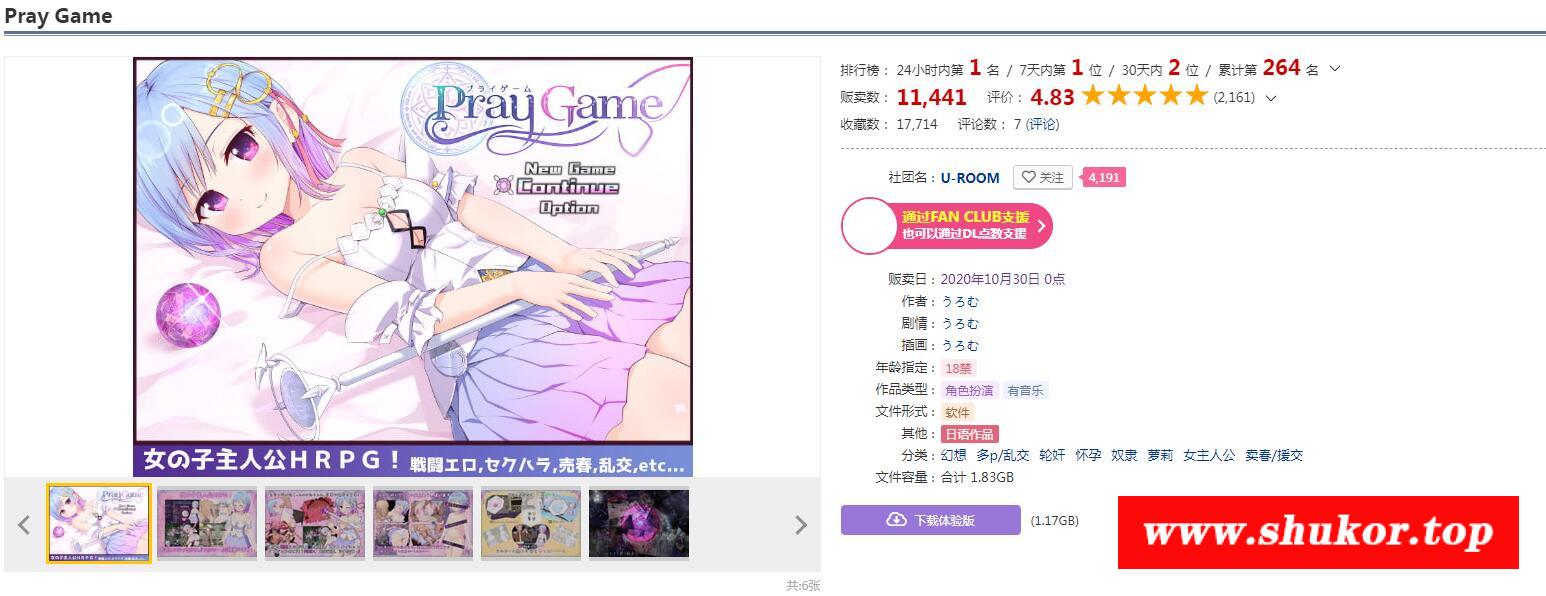 Pray Game
プライゲーム
Pray Game
New Game
Continue
Option
女の子主人公HRPG！ 戦闘エロ,セクハラ,売春,乱交,etc...
共:6张
排行榜： 24小时内第 1 名 / 7天内第 1 位 / 30天内 2 位 / 累计第 264 名
贩卖数： 11,441 评价： 4.83 ★★★★★ (2,161)
收藏数： 17,714 评论数： 7 (评论)
社团名： U-ROOM 关注 4,191
通过FAN CLUB支援
也可以通过DL点数支援
贩卖日： 2020年10月30日 0点
作者： うろむ
剧情： うろむ
插画： うろむ
年龄指定： 18禁
作品类型： 角色扮演 有音乐
文件形式： 软件
其他： 日语作品
分类： 幻想 多p/乱交 轮奸 怀孕 奴隶 萝莉 女主人公 卖春/援交
文件容量： 合计 1.83GB
下载体验版 (1.17GB)
www.shukor.top